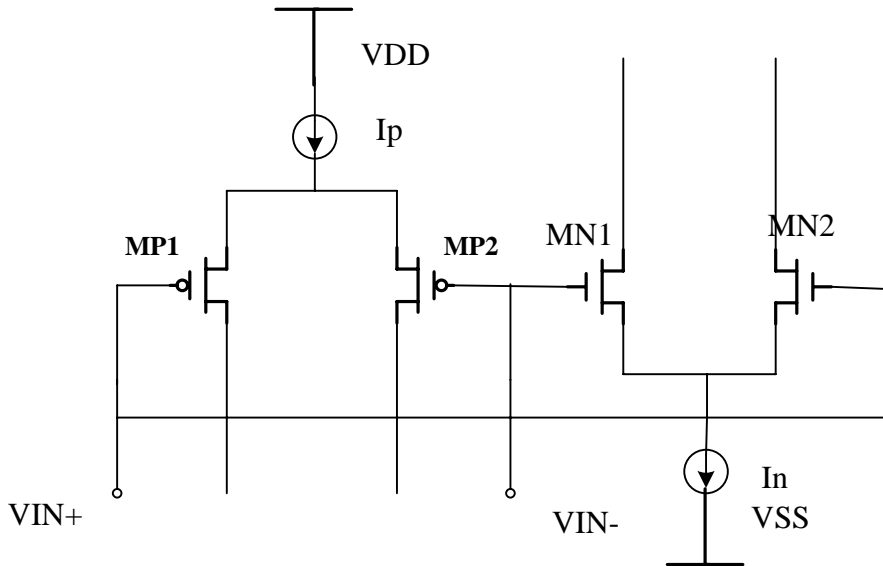 VDD
Ip
MP1
MP2
MN1
MN2
VIN+
VIN-
In
VSS